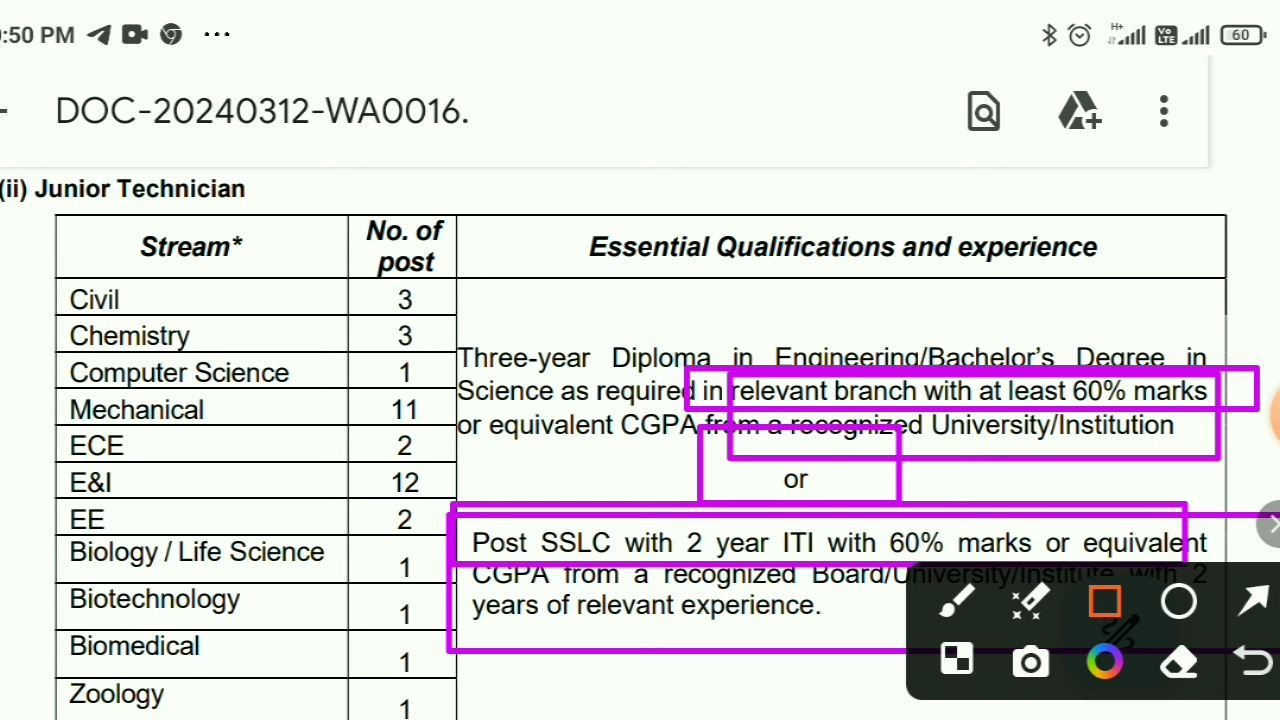 :50 PM
H+
Vo
LTE
60
DOC-20240312-WA0016.
(ii) Junior Technician
Stream* No. of post Essential Qualifications and experience
Civil 3
Chemistry 3
Computer Science 1
Mechanical 11
ECE 2
E&I 12
EE 2
Biology / Life Science 1
Biotechnology 1
Biomedical 1
Zoology 1
Three-year Diploma in Engineering/Bachelor's Degree in
Science as required in relevant branch with at least 60% marks
or equivalent CGPA from a recognized University/Institution
or
Post SSLC with 2 year ITI with 60% marks or equivalent
CGPA from a recognized Board/University/Institute with 2
years of relevant experience.